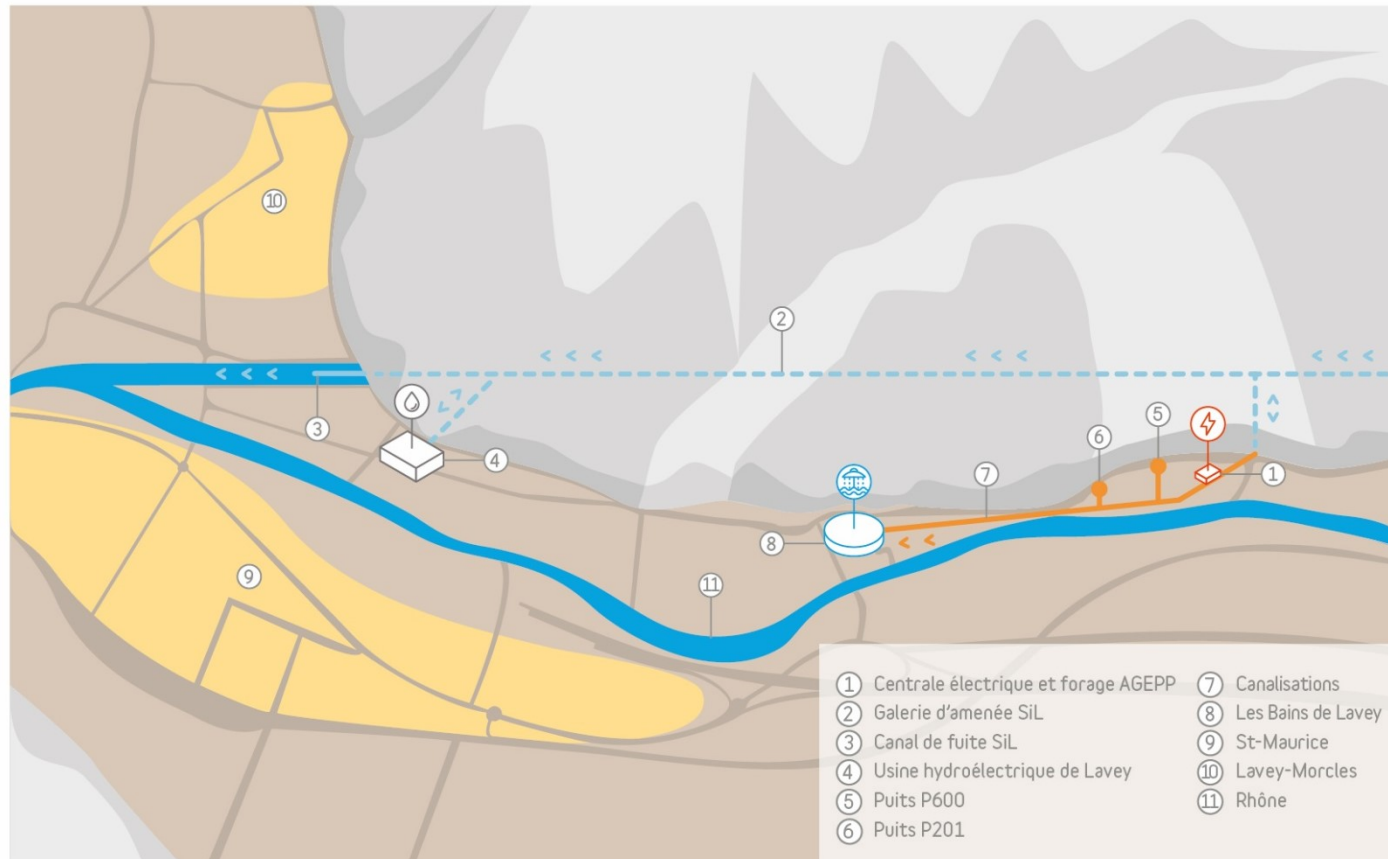 10
2
5
6
3
4
7
1
8
9
11
1 Centrale électrique et forage AGEPP
2 Galerie d'amenée SiL
3 Canal de fuite SiL
4 Usine hydroélectrique de Lavey
5 Puits P600
6 Puits P201
7 Canalisations
8 Les Bains de Lavey
9 St-Maurice
10 Lavey-Morcles
11 Rhône